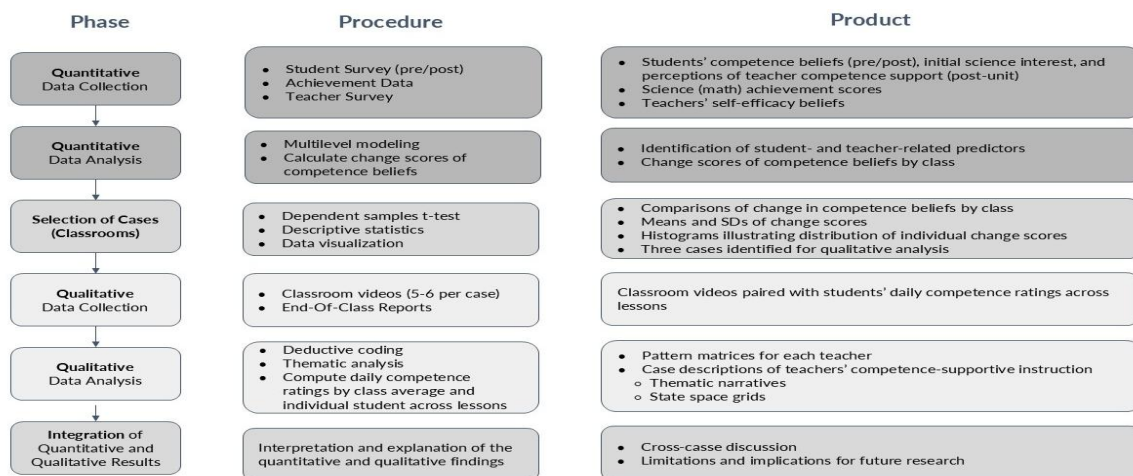 Phase
Procedure
Product
Quantitative
Data Collection
● Student Survey (pre/post)
● Achievement Data
● Teacher Survey
● Students' competence beliefs (pre/post), initial science interest, and
perceptions of teacher competence support (post-unit)
● Science (math) achievement scores
● Teachers' self-efficacy beliefs
Quantitative
Data Analysis
● Multilevel modeling
● Calculate change scores of
competence beliefs
● Identification of student- and teacher-related predictors
● Change scores of competence beliefs by class
Selection of Cases
(Classrooms)
● Dependent samples t-test
● Descriptive statistics
● Data visualization
● Comparisons of change in competence beliefs by class
● Means and SDs of change scores
● Histograms illustrating distribution of individual change scores
● Three cases identified for qualitative analysis
Qualitative
Data Collection
● Classroom videos (5-6 per case)
● End-Of-Class Reports
Classroom videos paired with students' daily competence ratings across
lessons
Qualitative
Data Analysis
● Deductive coding
● Thematic analysis
● Compute daily competence
ratings by class average and
individual student across lessons
● Pattern matrices for each teacher
● Case descriptions of teachers' competence-supportive instruction
○ Thematic narratives
○ State space grids
Integration of
Quantitative and
Qualitative Results
Interpretation and explanation of the
quantitative and qualitative findings
● Cross-casse discussion
● Limitations and implications for future research